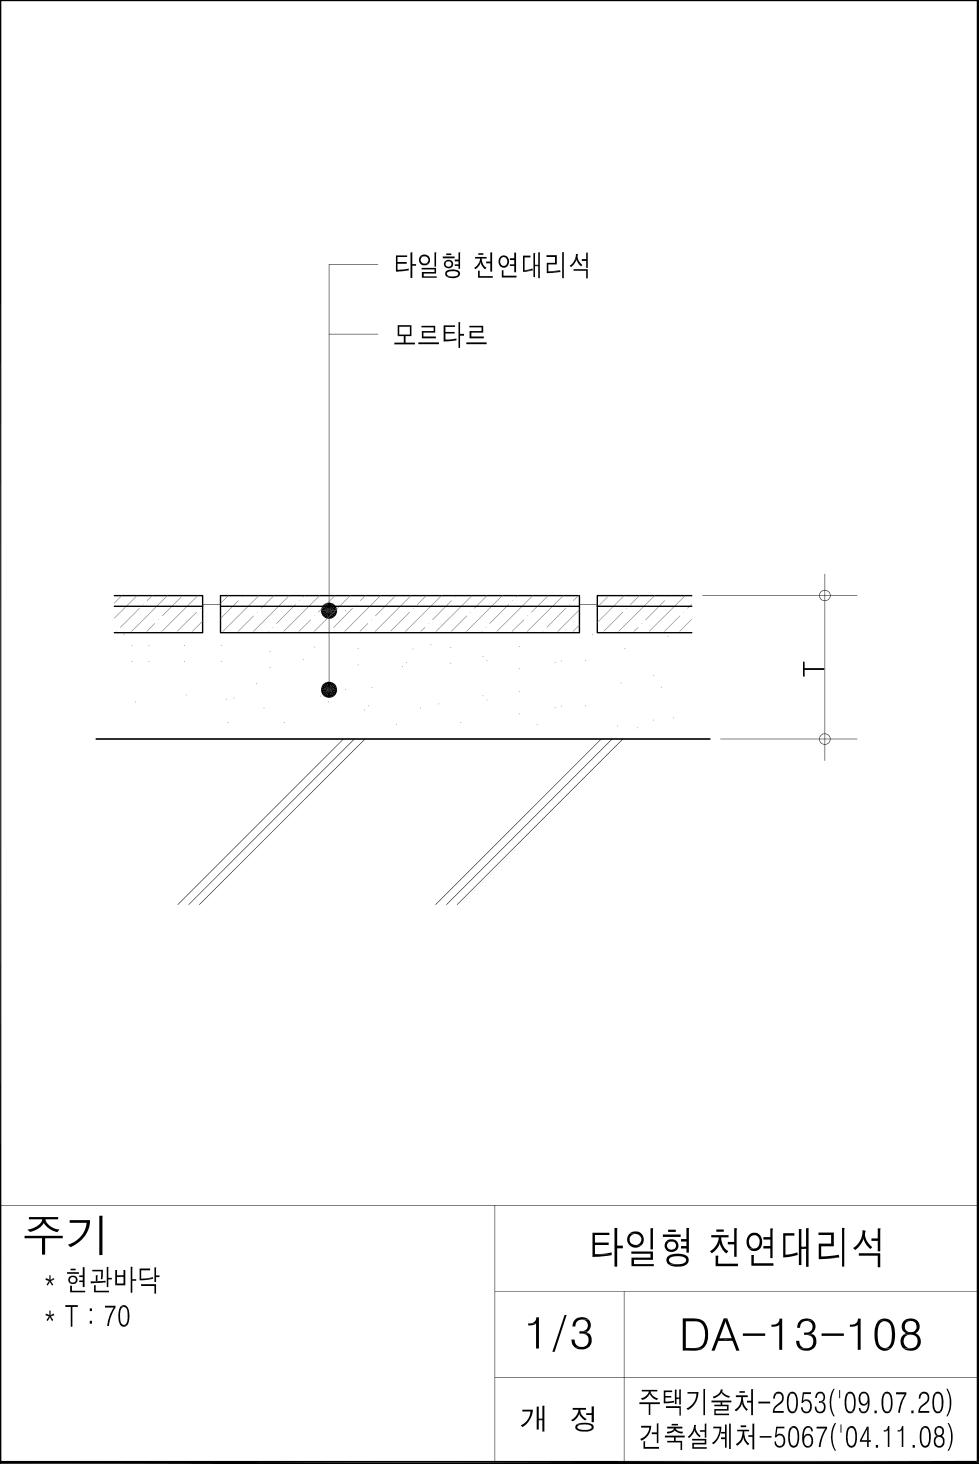 타일형 천연대리석
모르타르
T
주기
* 현관바닥
* T : 70
타일형 천연대리석
1/3
DA-13-108
개 정
주택기술처-2053('09.07.20)
건축설계처-5067('04.11.08)